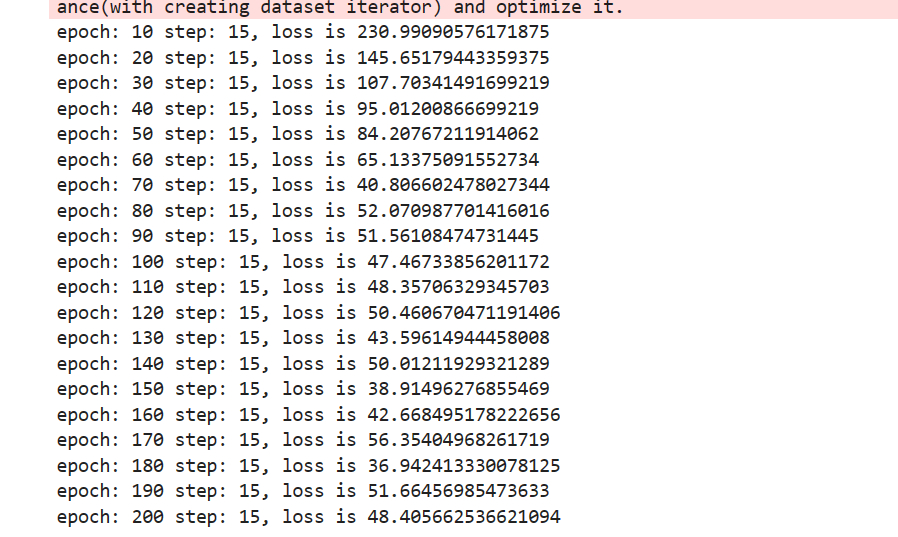 ance(with creating dataset iterator) and optimize it.
epoch: 10 step: 15, loss is 230.99090576171875
epoch: 20 step: 15, loss is 145.65179443359375
epoch: 30 step: 15, loss is 107.70341491699219
epoch: 40 step: 15, loss is 95.01200866699219
epoch: 50 step: 15, loss is 84.20767211914062
epoch: 60 step: 15, loss is 65.13375091552734
epoch: 70 step: 15, loss is 40.806602478027344
epoch: 80 step: 15, loss is 52.070987701416016
epoch: 90 step: 15, loss is 51.56108474731445
epoch: 100 step: 15, loss is 47.46733856201172
epoch: 110 step: 15, loss is 48.35706329345703
epoch: 120 step: 15, loss is 50.460670471191406
epoch: 130 step: 15, loss is 43.59614944458008
epoch: 140 step: 15, loss is 50.01211929321289
epoch: 150 step: 15, loss is 38.91496276855469
epoch: 160 step: 15, loss is 42.668495178222656
epoch: 170 step: 15, loss is 56.35404968261719
epoch: 180 step: 15, loss is 36.942413330078125
epoch: 190 step: 15, loss is 51.66456985473633
epoch: 200 step: 15, loss is 48.405662536621094